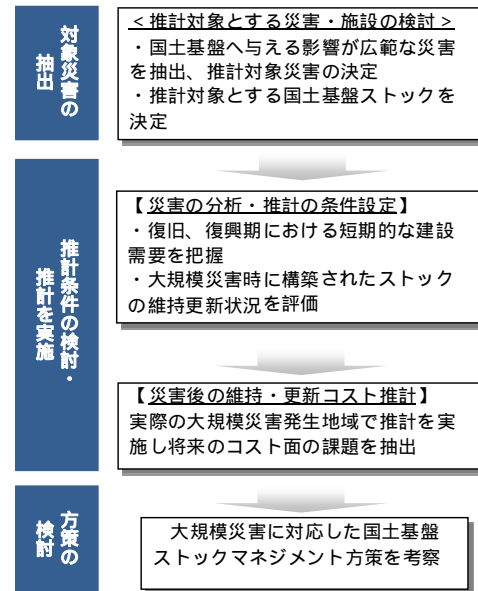 対象災害の
抽出
＜推計対象とする災害・施設の検討＞
・国土基盤へ与える影響が広範な災害
を抽出、推計対象災害の決定
・推計対象とする国土基盤ストックを
決定
推計条件の検討・
推計を実施
【災害の分析・推計の条件設定】
・復旧、復興期における短期的な建設
需要を把握
・大規模災害時に構築されたストック
の維持更新状況を評価
【災害後の維持・更新コスト推計】
実際の大規模災害発生地域で推計を実
施し将来のコスト面の課題を抽出
方策の
検討
大規模災害に対応した国土基盤
ストックマネジメント方策を考察